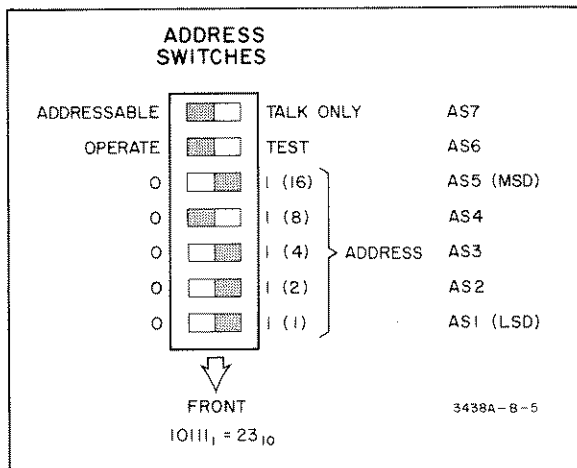 ADDRESS
SWITCHES
ADDRESSABLE TALK ONLY AS7
OPERATE TEST AS6
0 1 (16) AS5 (MSD)
0 1 (8) AS4
0 1 (4) ADDRESS AS3
0 1 (2) AS2
0 1 (1) AS1 (LSD)
FRONT 3438A-8-5
10111₁ = 23₁₀